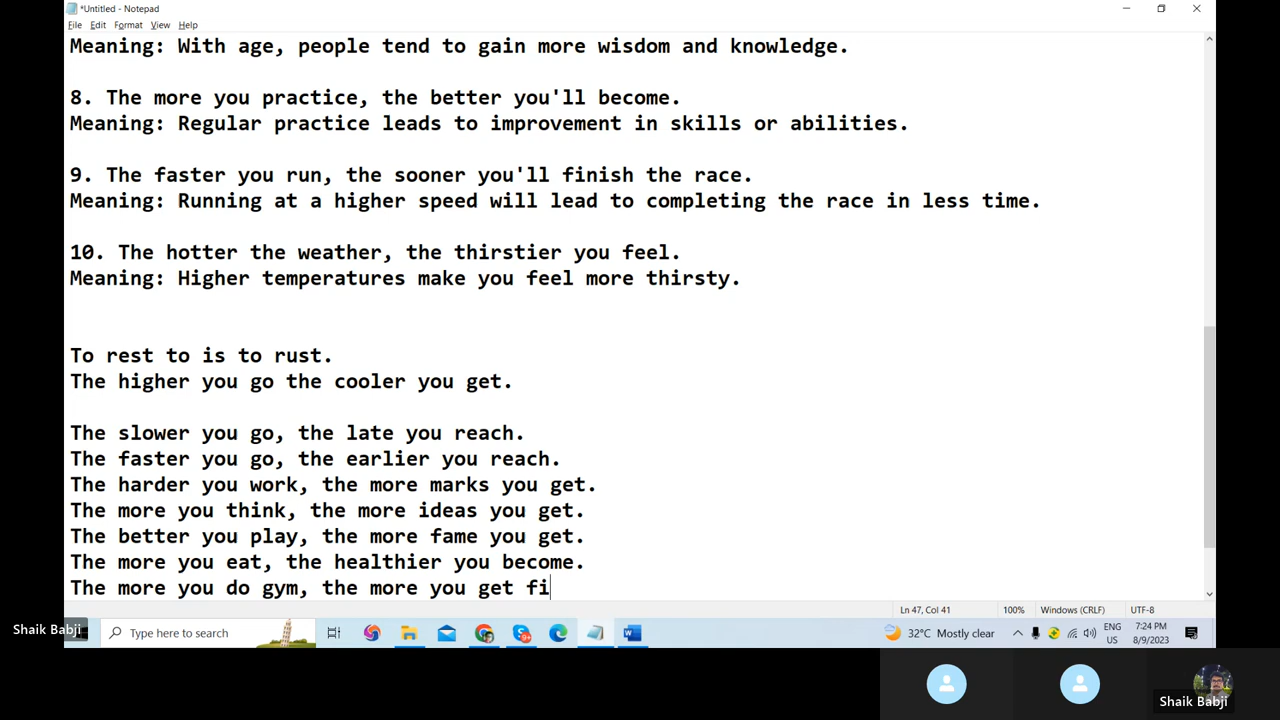 *Untitled - Notepad
File Edit Format View Help
Meaning: With age, people tend to gain more wisdom and knowledge.
8. The more you practice, the better you'll become.
Meaning: Regular practice leads to improvement in skills or abilities.
9. The faster you run, the sooner you'll finish the race.
Meaning: Running at a higher speed will lead to completing the race in less time.
10. The hotter the weather, the thirstier you feel.
Meaning: Higher temperatures make you feel more thirsty.
To rest to is to rust.
The higher you go the cooler you get.
The slower you go, the late you reach.
The faster you go, the earlier you reach.
The harder you work, the more marks you get.
The more you think, the more ideas you get.
The better you play, the more fame you get.
The more you eat, the healthier you become.
The more you do gym, the more you get fi
Ln 47, Col 41 100% Windows (CRLF) UTF-8
Shaik Babji
Type here to search
32°C Mostly clear
ENG
US
7:24 PM
8/9/2023
Shaik Babji